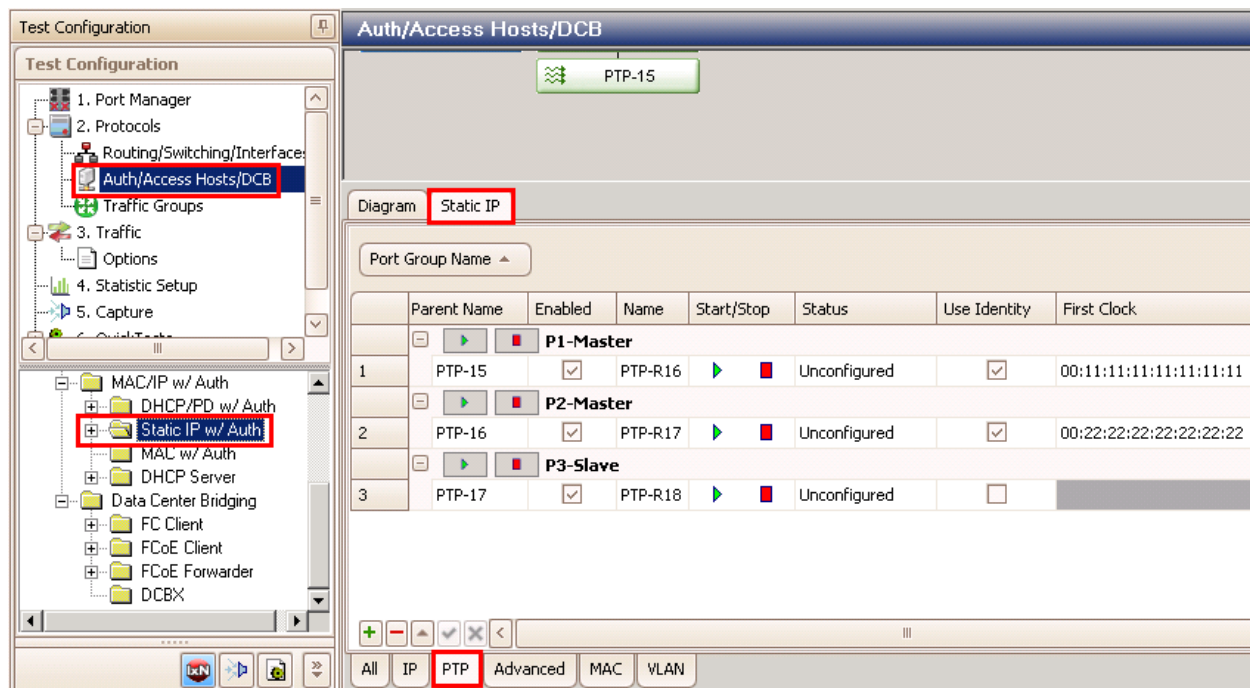 Test Configuration
Test Configuration
1. Port Manager
2. Protocols
Routing/Switching/Interfaces
Auth/Access Hosts/DCB
Traffic Groups
3. Traffic
Options
4. Statistic Setup
5. Capture
6. QuickTests
MAC/IP w/ Auth
DHCP/PD w/ Auth
Static IP w/ Auth
MAC w/ Auth
DHCP Server
Data Center Bridging
FC Client
FCoE Client
FCoE Forwarder
DCBX
IxN
Auth/Access Hosts/DCB
PTP-15
Diagram Static IP
Port Group Name
Parent Name Enabled Name Start/Stop Status Use Identity First Clock
P1-Master
1 PTP-15 PTP-R16 Unconfigured 00:11:11:11:11:11:11:11
P2-Master
2 PTP-16 PTP-R17 Unconfigured 00:22:22:22:22:22:22:22
P3-Slave
3 PTP-17 PTP-R18 Unconfigured
All IP PTP Advanced MAC VLAN